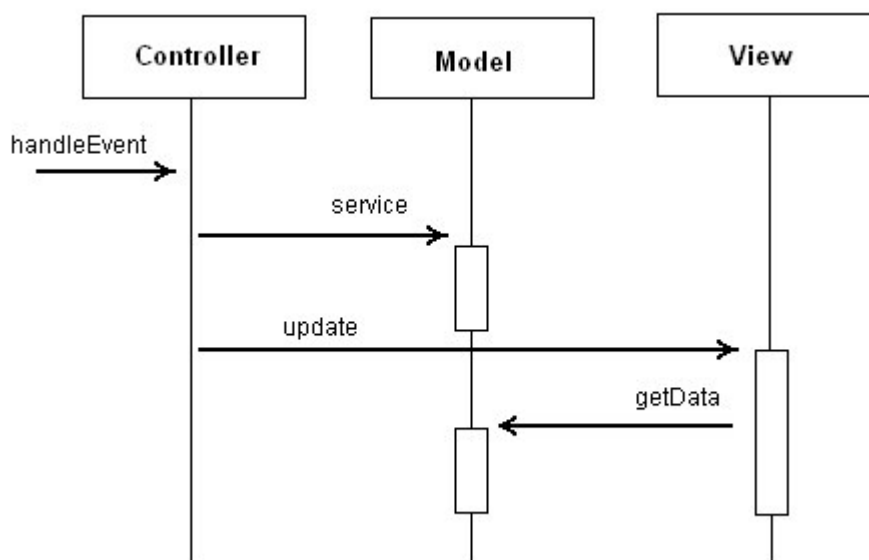 Controller
Model
View
handleEvent
service
update
getData